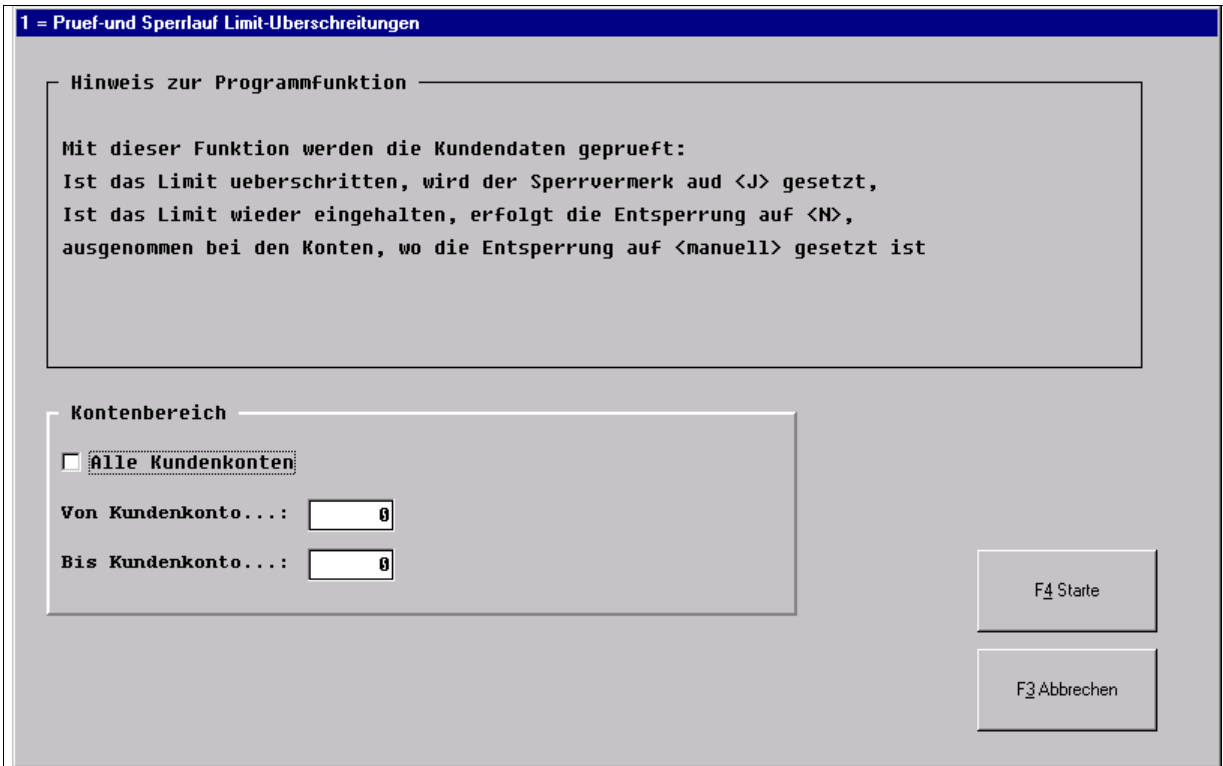 1 = Pruef-und Sperrlauf Limit-Uberschreitungen
Hinweis zur Programmfunktion
Mit dieser Funktion werden die Kundendaten geprueft:
Ist das Limit ueberschritten, wird der Sperrvermerk aud <J> gesetzt,
Ist das Limit wieder eingehalten, erfolgt die Entsperrung auf <N>,
ausgenommen bei den Konten, wo die Entsperrung auf <manuell> gesetzt ist
Kontenbereich
Alle Kundenkonten
Von Kundenkonto...: 0
Bis Kundenkonto...: 0
F4 Starte
F3 Abbrechen